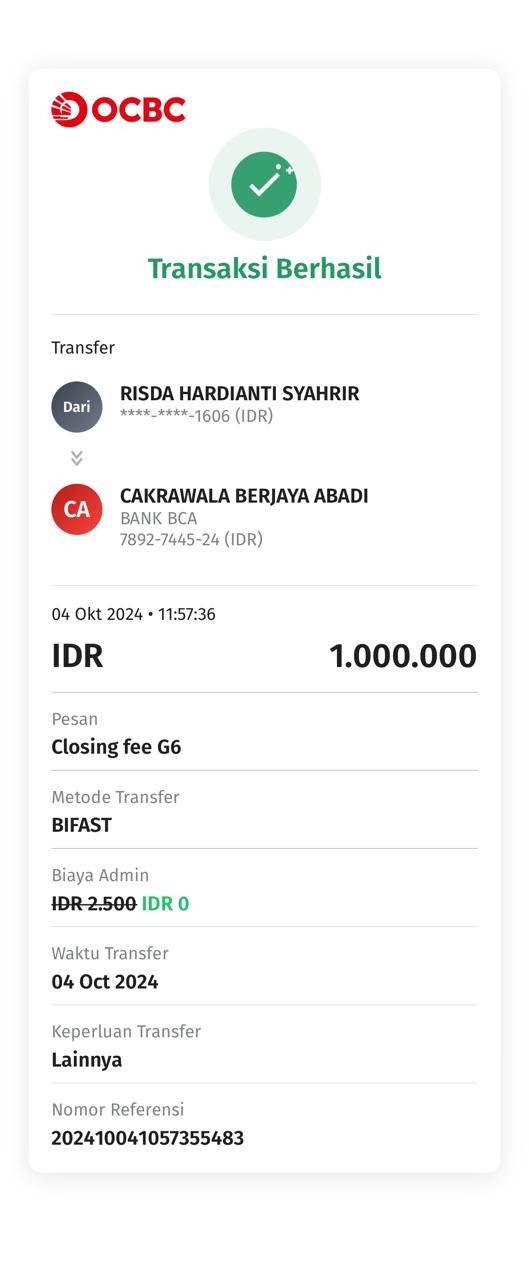 OCBC
Transaksi Berhasil
Transfer
Dari
RISDA HARDIANTI SYAHRIR
****-****-1606 (IDR)
CA
CAKRAWALA BERJAYA ABADI
BANK BCA
7892-7445-24 (IDR)
04 Okt 2024 • 11:57:36
IDR 1.000.000
Pesan
Closing fee G6
Metode Transfer
BIFAST
Biaya Admin
IDR 2.500 IDR 0
Waktu Transfer
04 Oct 2024
Keperluan Transfer
Lainnya
Nomor Referensi
202410041057355483